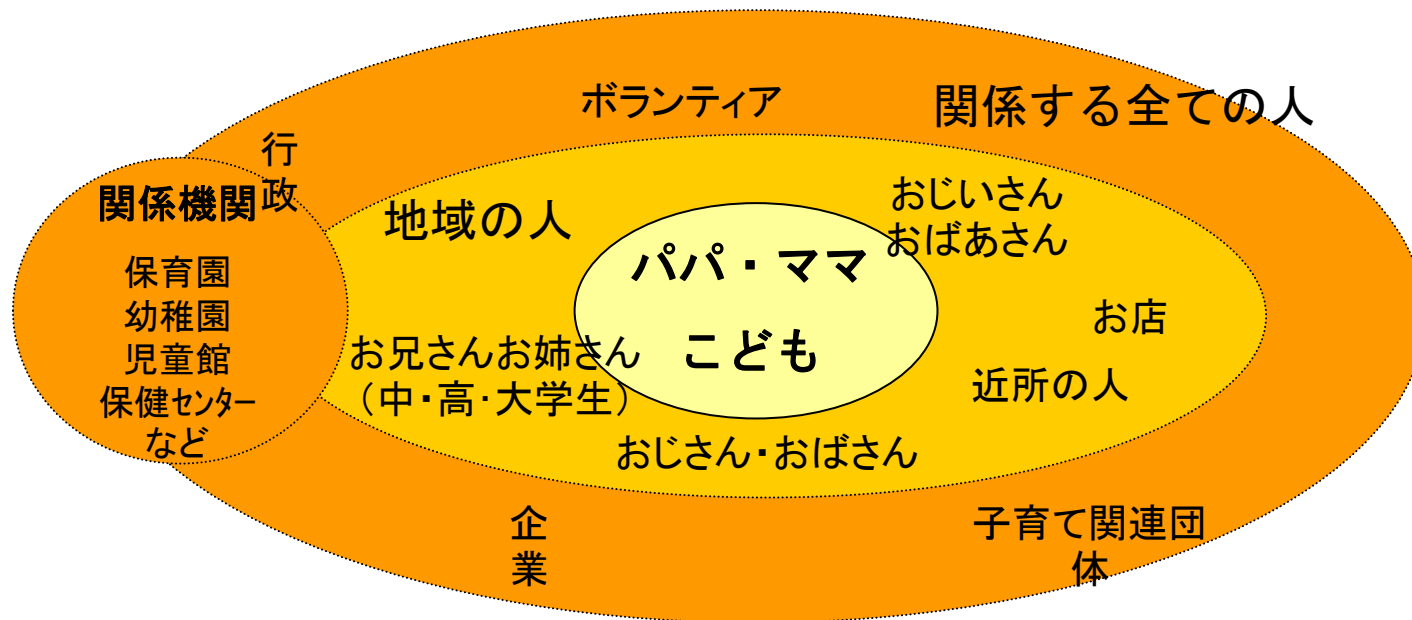 ボランティア
関係する全ての人
行
政
関係機関
保育園
幼稚園
児童館
保健ｾﾝﾀｰ
など
地域の人
おじいさん
おばあさん
パパ・ママ
こども
お店
お兄さんお姉さん
（中・高・大学生）
近所の人
おじさん・おばさん
企
業
子育て関連団
体